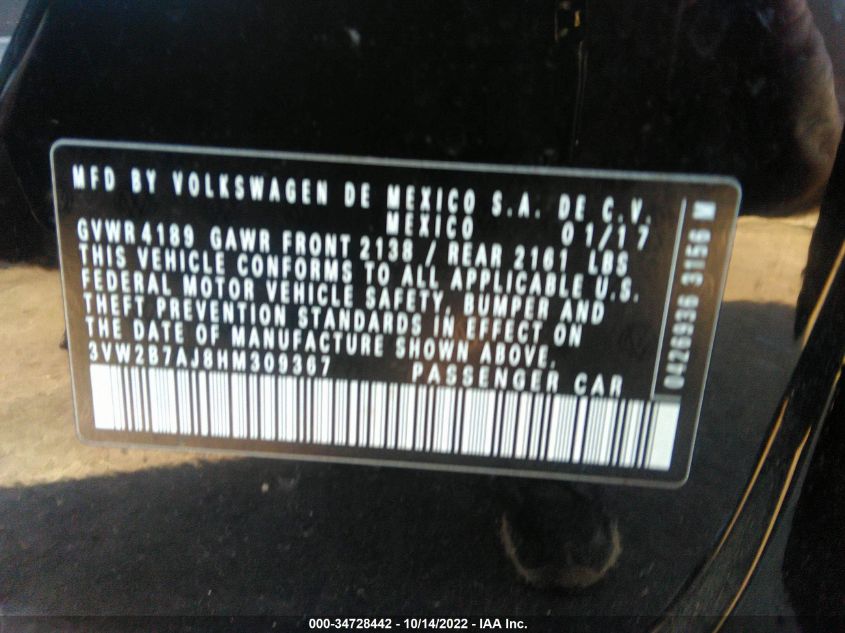 MFD BY VOLKSWAGEN DE MEXICO S.A. DE C.V.
MEXICO 01/17
GVWR 4189 GAWR FRONT 2138 / REAR 2161 LBS
THIS VEHICLE CONFORMS TO ALL APPLICABLE U.S.
FEDERAL MOTOR VEHICLE SAFETY, BUMPER AND
THEFT PREVENTION STANDARDS IN EFFECT ON
THE DATE OF MANUFACTURE SHOWN ABOVE.
3VW2B7AJ8HM309367 PASSENGER CAR
0426936 3156 M
000-34728442 - 10/14/2022 - IAA Inc.